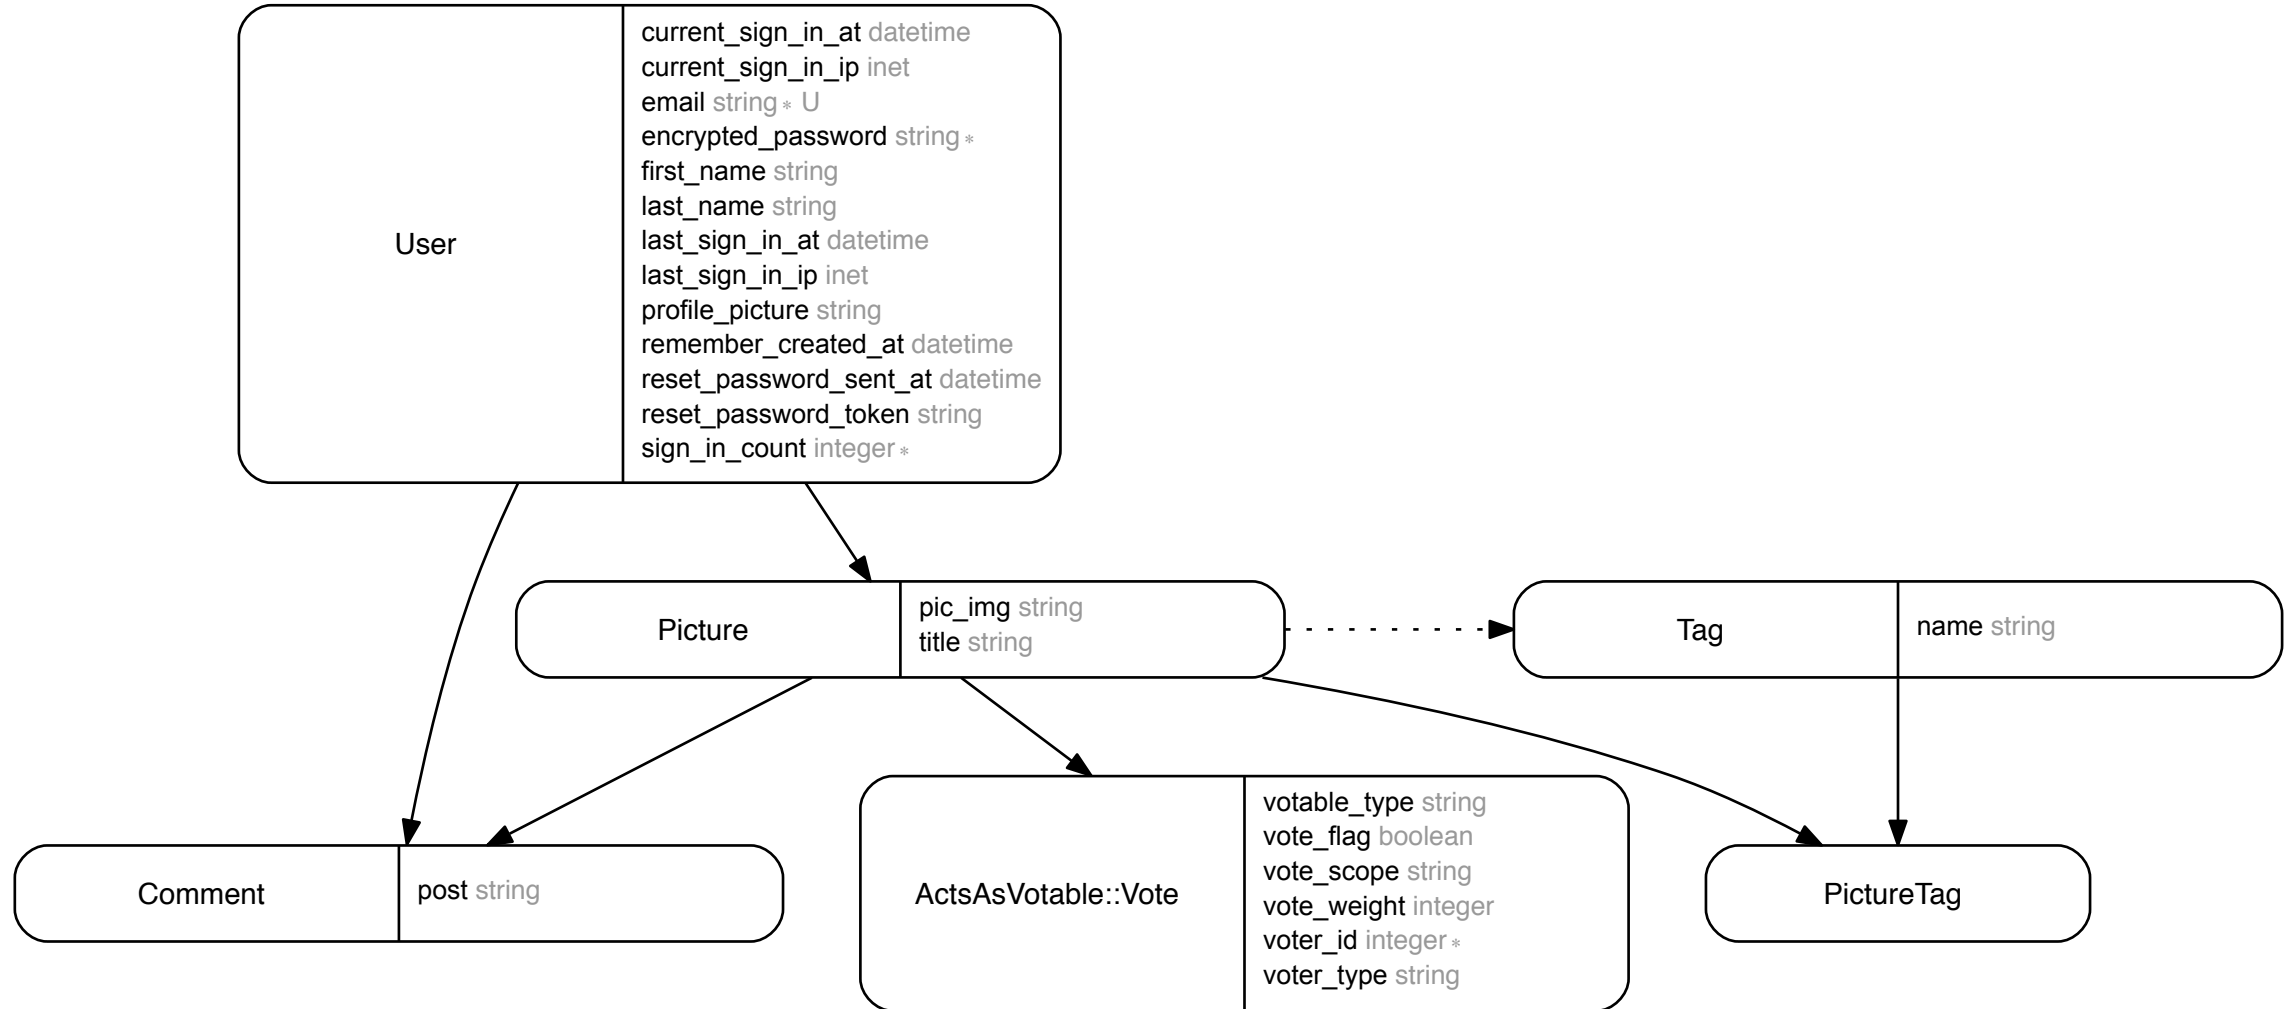 User
current_sign_in_at datetime
current_sign_in_ip inet
email string* U
encrypted_password string*
first_name string
last_name string
last_sign_in_at datetime
last_sign_in_ip inet
profile_picture string
remember_created_at datetime
reset_password_sent_at datetime
reset_password_token string
sign_in_count integer*
Picture
pic_img string
title string
Tag
name string
Comment
post string
ActsAsVotable::Vote
votable_type string
vote_flag boolean
vote_scope string
vote_weight integer
voter_id integer*
voter_type string
PictureTag